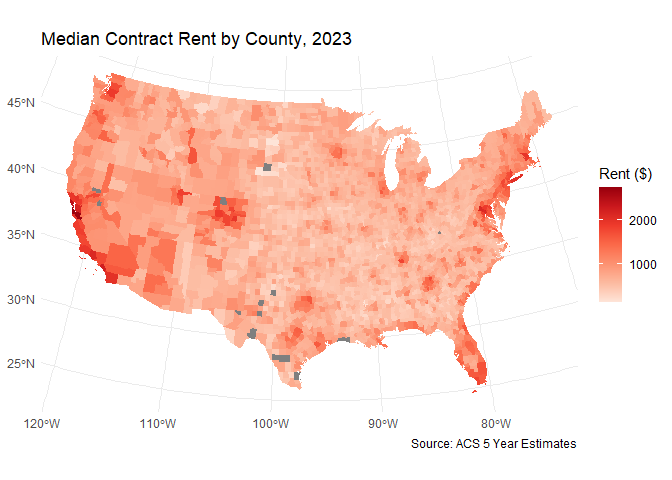 Median Contract Rent by County, 2023
45°N
40°N
35°N
30°N
25°N
120°W
110°W
100°W
90°W
80°W
Rent ($)
2000
1000
Source: ACS 5 Year Estimates